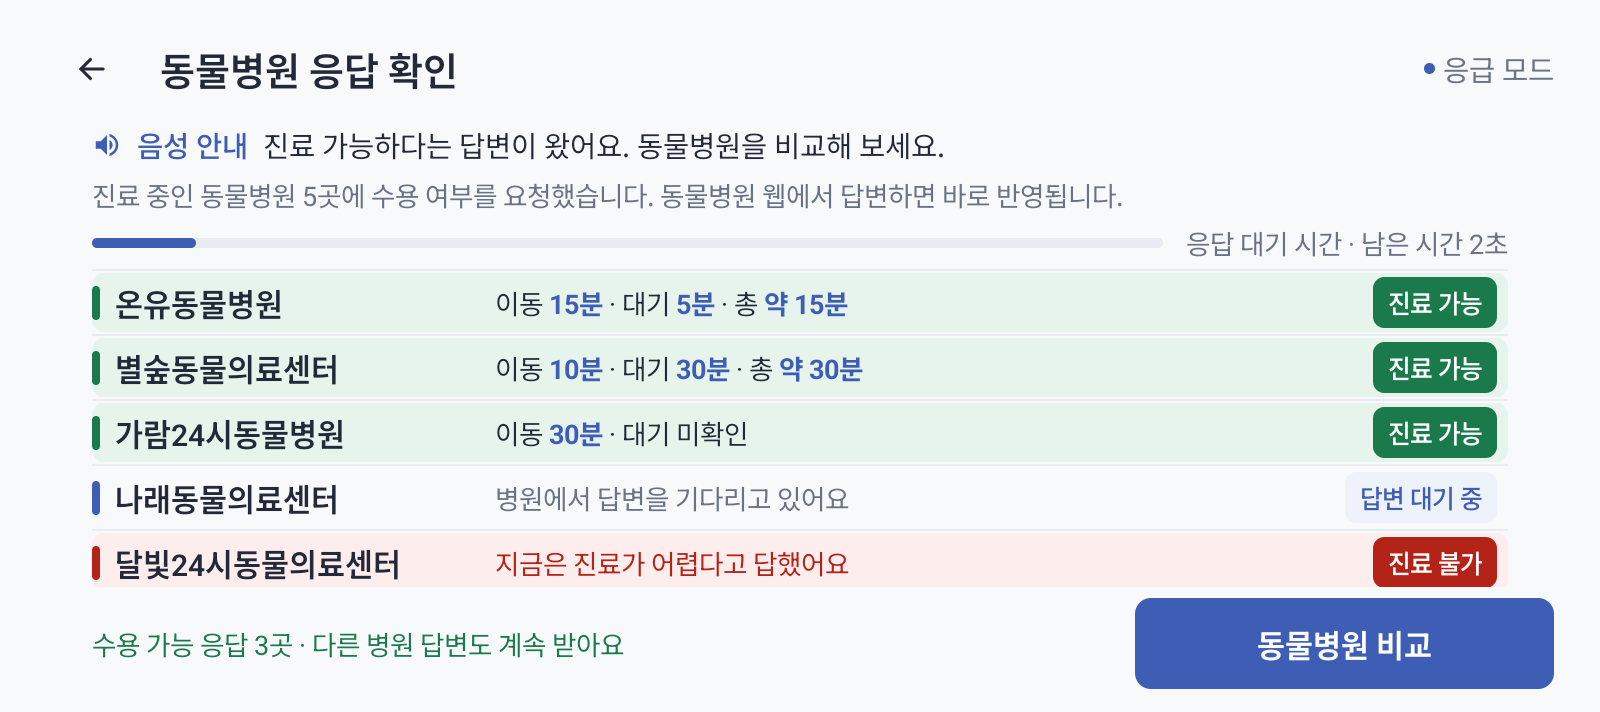 동물병원 응답 확인
응급 모드
음성 안내 진료 가능하다는 답변이 왔어요. 동물병원을 비교해 보세요.
진료 중인 동물병원 5곳에 수용 여부를 요청했습니다. 동물병원 웹에서 답변하면 바로 반영됩니다.
응답 대기 시간 · 남은 시간 2초
온유동물병원 이동 15분 · 대기 5분 · 총 약 15분 진료 가능
별숲동물의료센터 이동 10분 · 대기 30분 · 총 약 30분 진료 가능
가람24시동물병원 이동 30분 · 대기 미확인 진료 가능
나래동물의료센터 병원에서 답변을 기다리고 있어요 답변 대기 중
달빛24시동물의료센터 지금은 진료가 어렵다고 답했어요 진료 불가
수용 가능 응답 3곳 · 다른 병원 답변도 계속 받아요
동물병원 비교